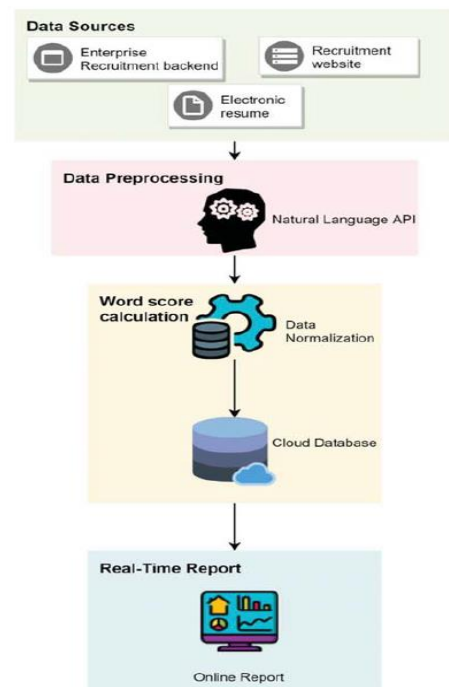 Data Sources
Enterprise
Recruitment backend
Recruitment
website
Electronic
resume
Data Preprocessing
Natural Language API
Word score
calculation
Data
Normalization
Cloud Database
Real-Time Report
Online Report